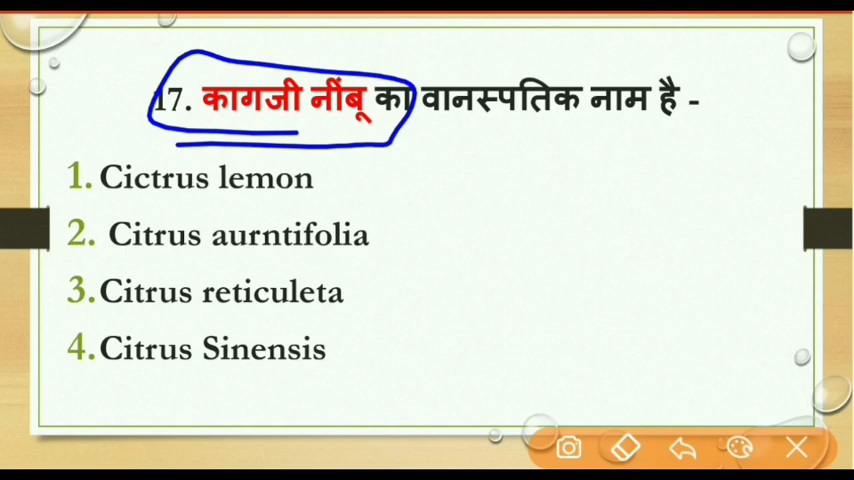 17. कागजी नींबू का वानस्पतिक नाम है -
1. Cictrus lemon
2. Citrus aurntifolia
3. Citrus reticuleta
4. Citrus Sinensis